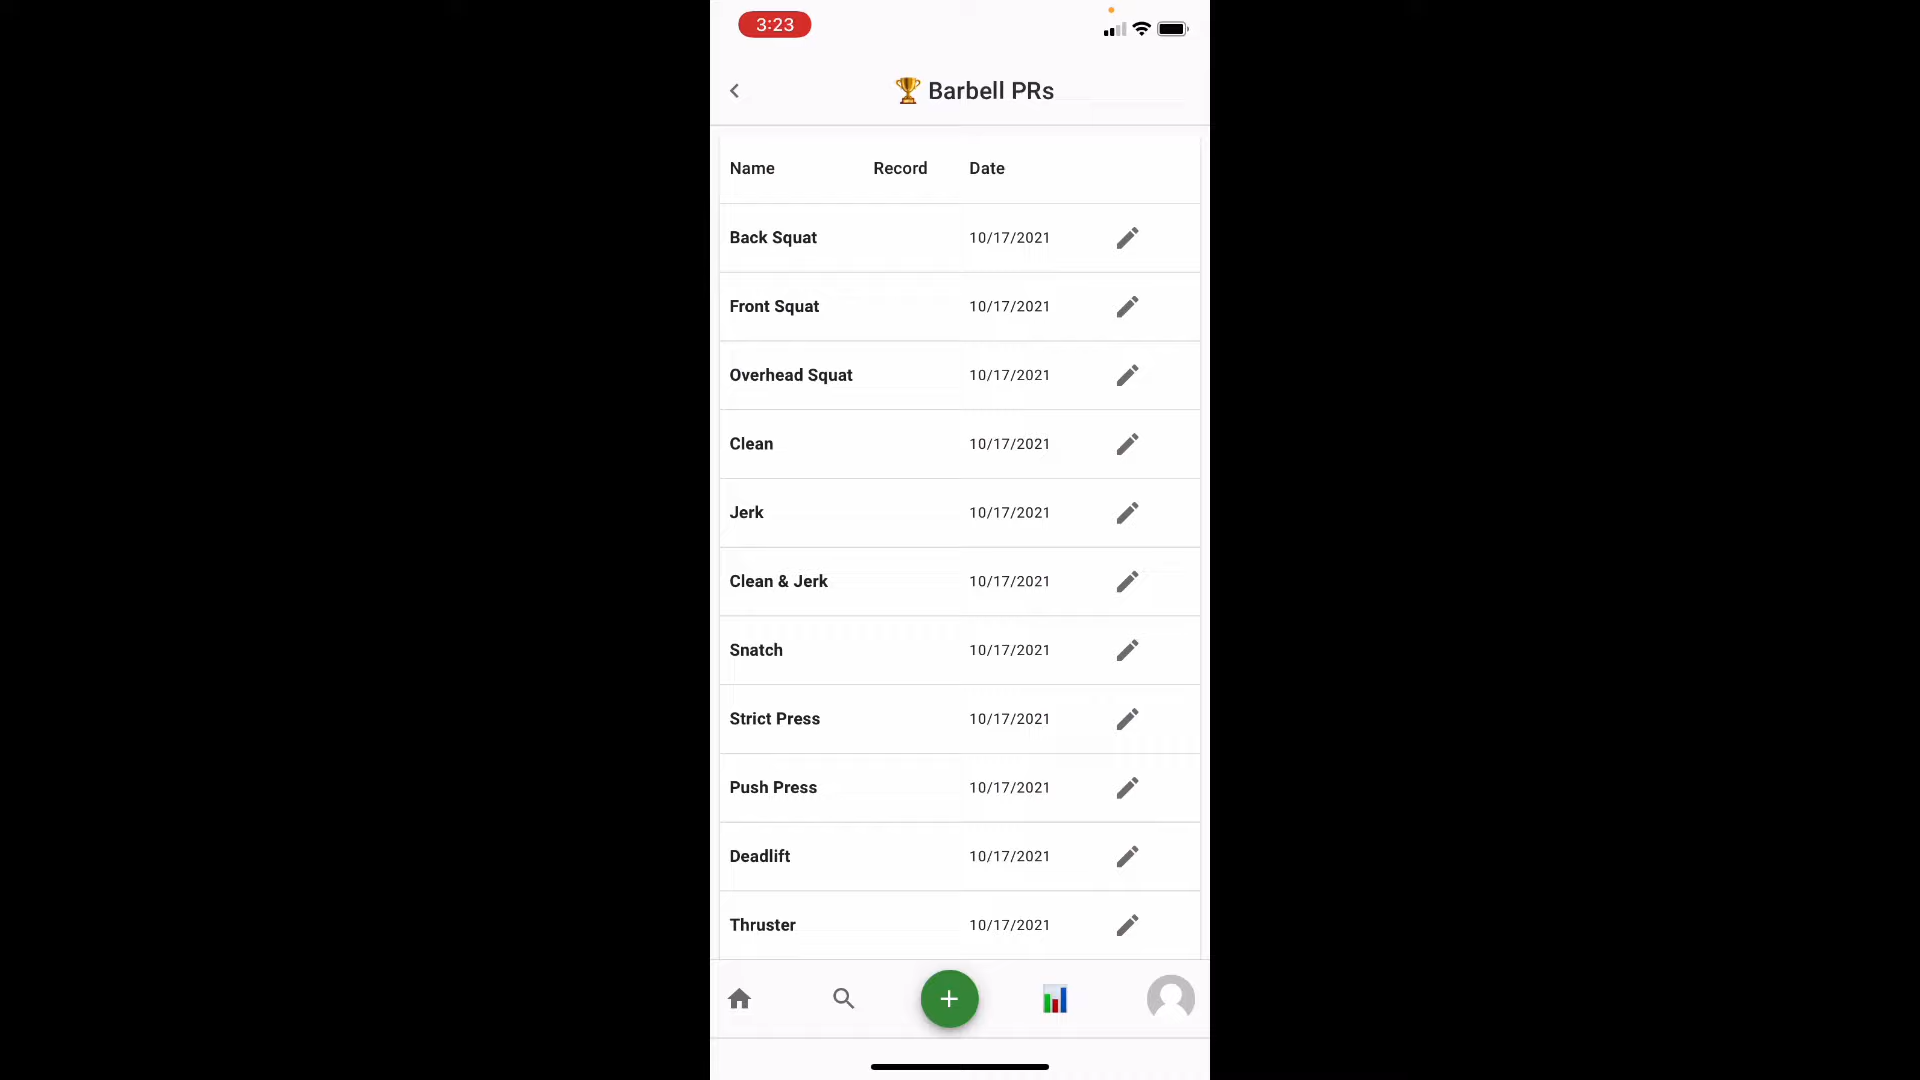 3:23
🏆 Barbell PRs
Name Record Date
Back Squat 10/17/2021
Front Squat 10/17/2021
Overhead Squat 10/17/2021
Clean 10/17/2021
Jerk 10/17/2021
Clean & Jerk 10/17/2021
Snatch 10/17/2021
Strict Press 10/17/2021
Push Press 10/17/2021
Deadlift 10/17/2021
Thruster 10/17/2021